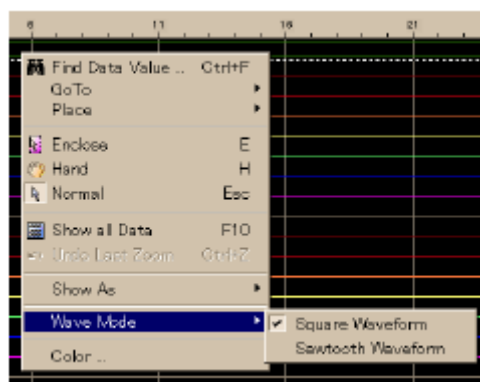 6 11 16 21
Find Data Value ... Ctrl+F
GoTo
Place
Enclose E
Hand H
Normal Esc
Show all Data F10
Undo Last Zoom Ctrl+Z
Show As
Wave Mode
Square Waveform
Sawtooth Waveform
Color ...